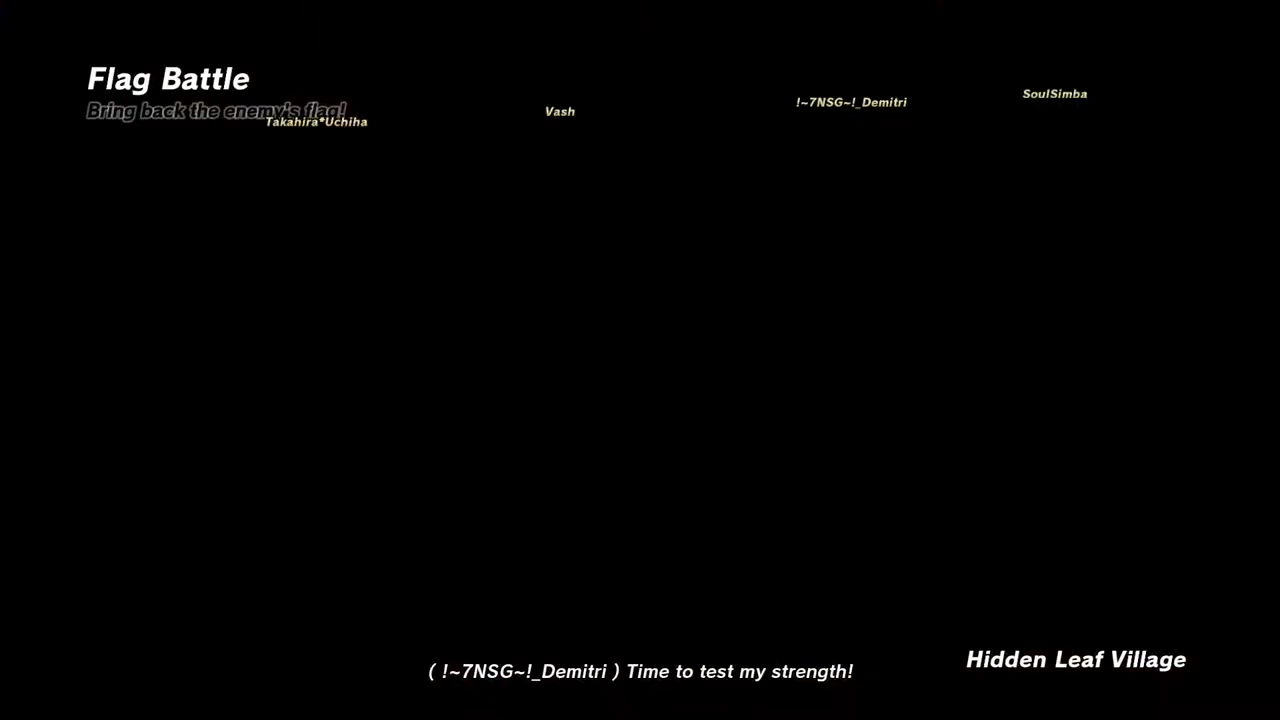 Flag Battle
Bring back the enemy's flag!
Takahira*Uchiha
Vash
!~7NSG~!_Demitri
SoulSimba
( !~7NSG~!_Demitri ) Time to test my strength!
Hidden Leaf Village